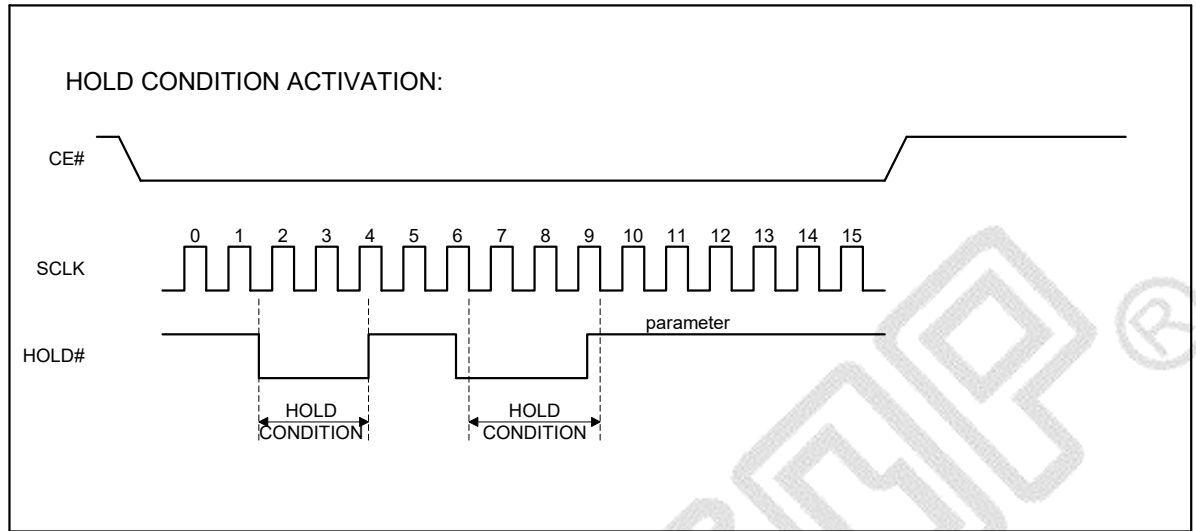 HOLD CONDITION ACTIVATION:
CE#
0 1 2 3 4 5 6 7 8 9 10 11 12 13 14 15
SCLK
parameter
HOLD#
HOLD CONDITION
HOLD CONDITION
®